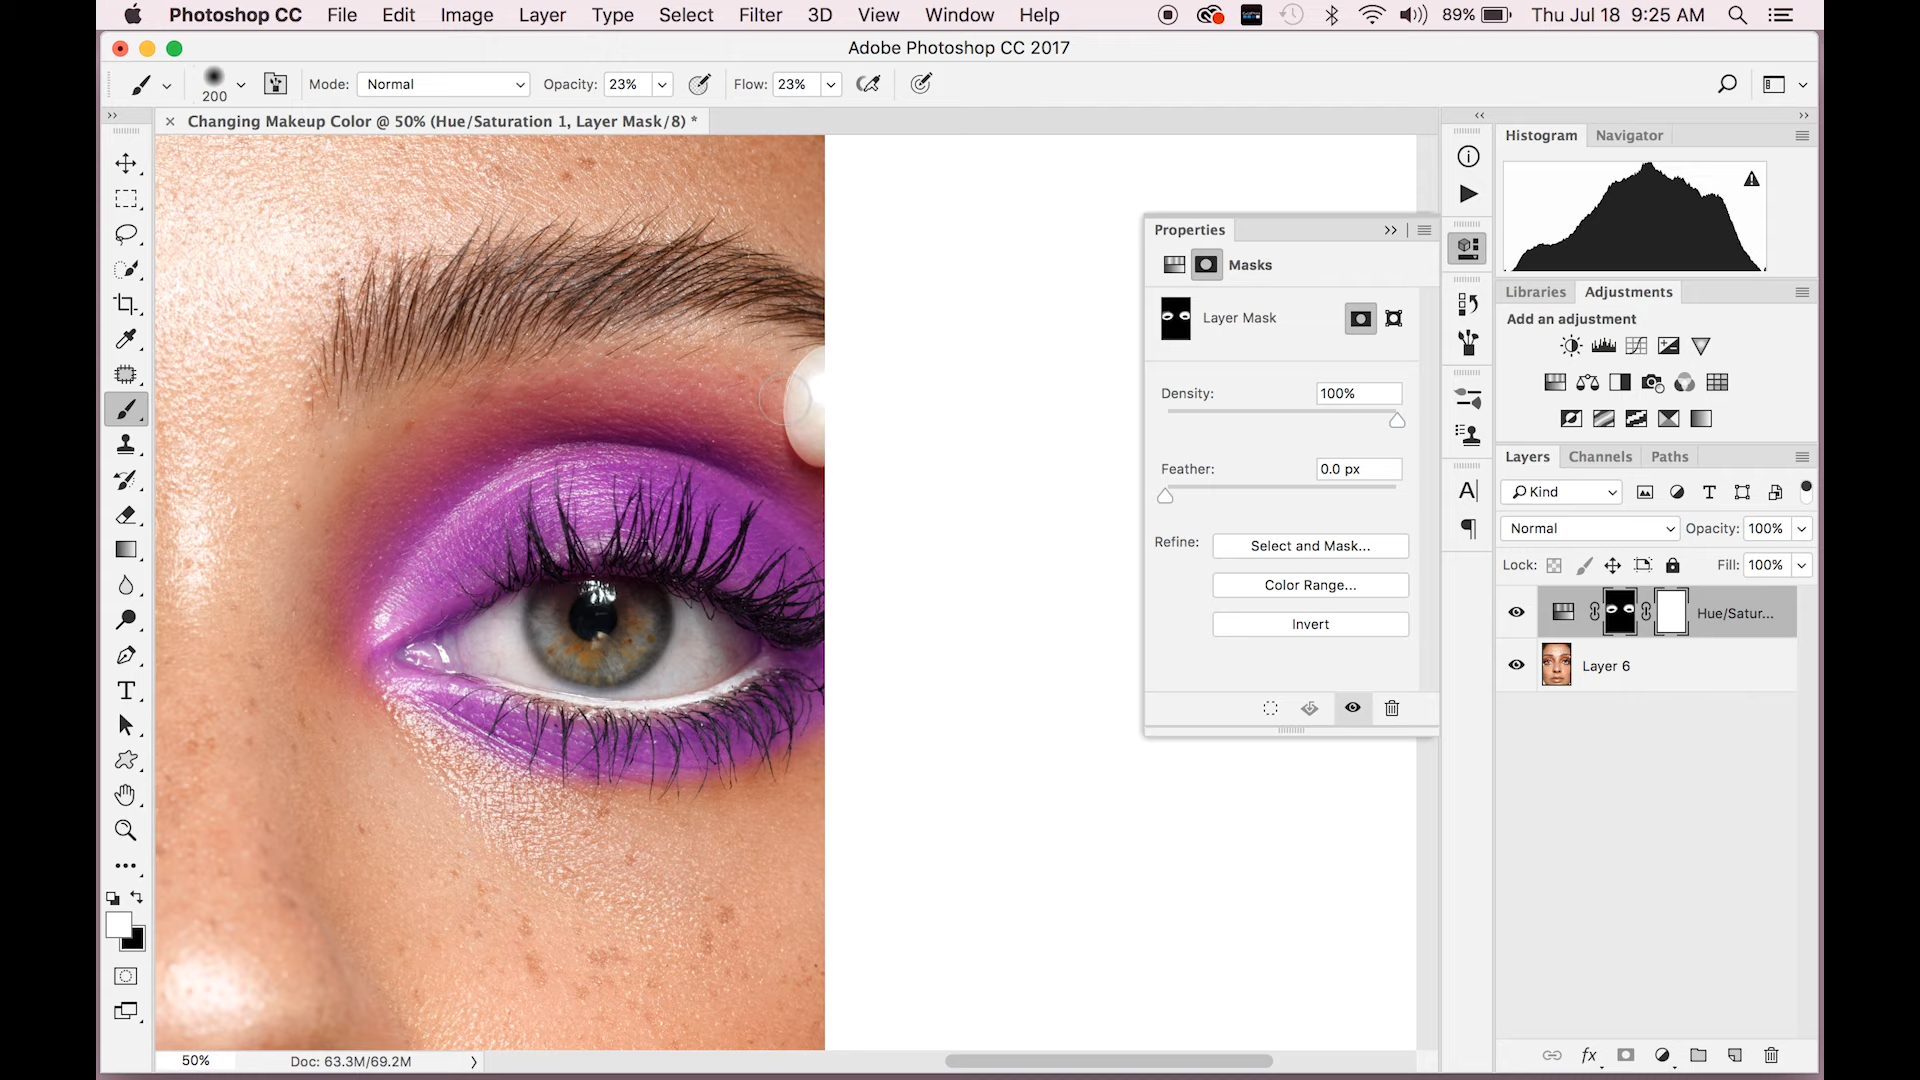 Photoshop CC File Edit Image Layer Type Select Filter 3D View Window Help 89% Thu Jul 18 9:25 AM
Adobe Photoshop CC 2017
200 Mode: Normal Opacity: 23% Flow: 23%
× Changing Makeup Color @ 50% (Hue/Saturation 1, Layer Mask/8) *
Histogram Navigator
Properties
Masks
Layer Mask
Density: 100%
Feather: 0.0 px
Refine: Select and Mask...
Color Range...
Invert
Libraries Adjustments
Add an adjustment
Layers Channels Paths
Kind
Normal Opacity: 100%
Lock: Fill: 100%
Hue/Satur...
Layer 6
fx
50% Doc: 63.3M/69.2M